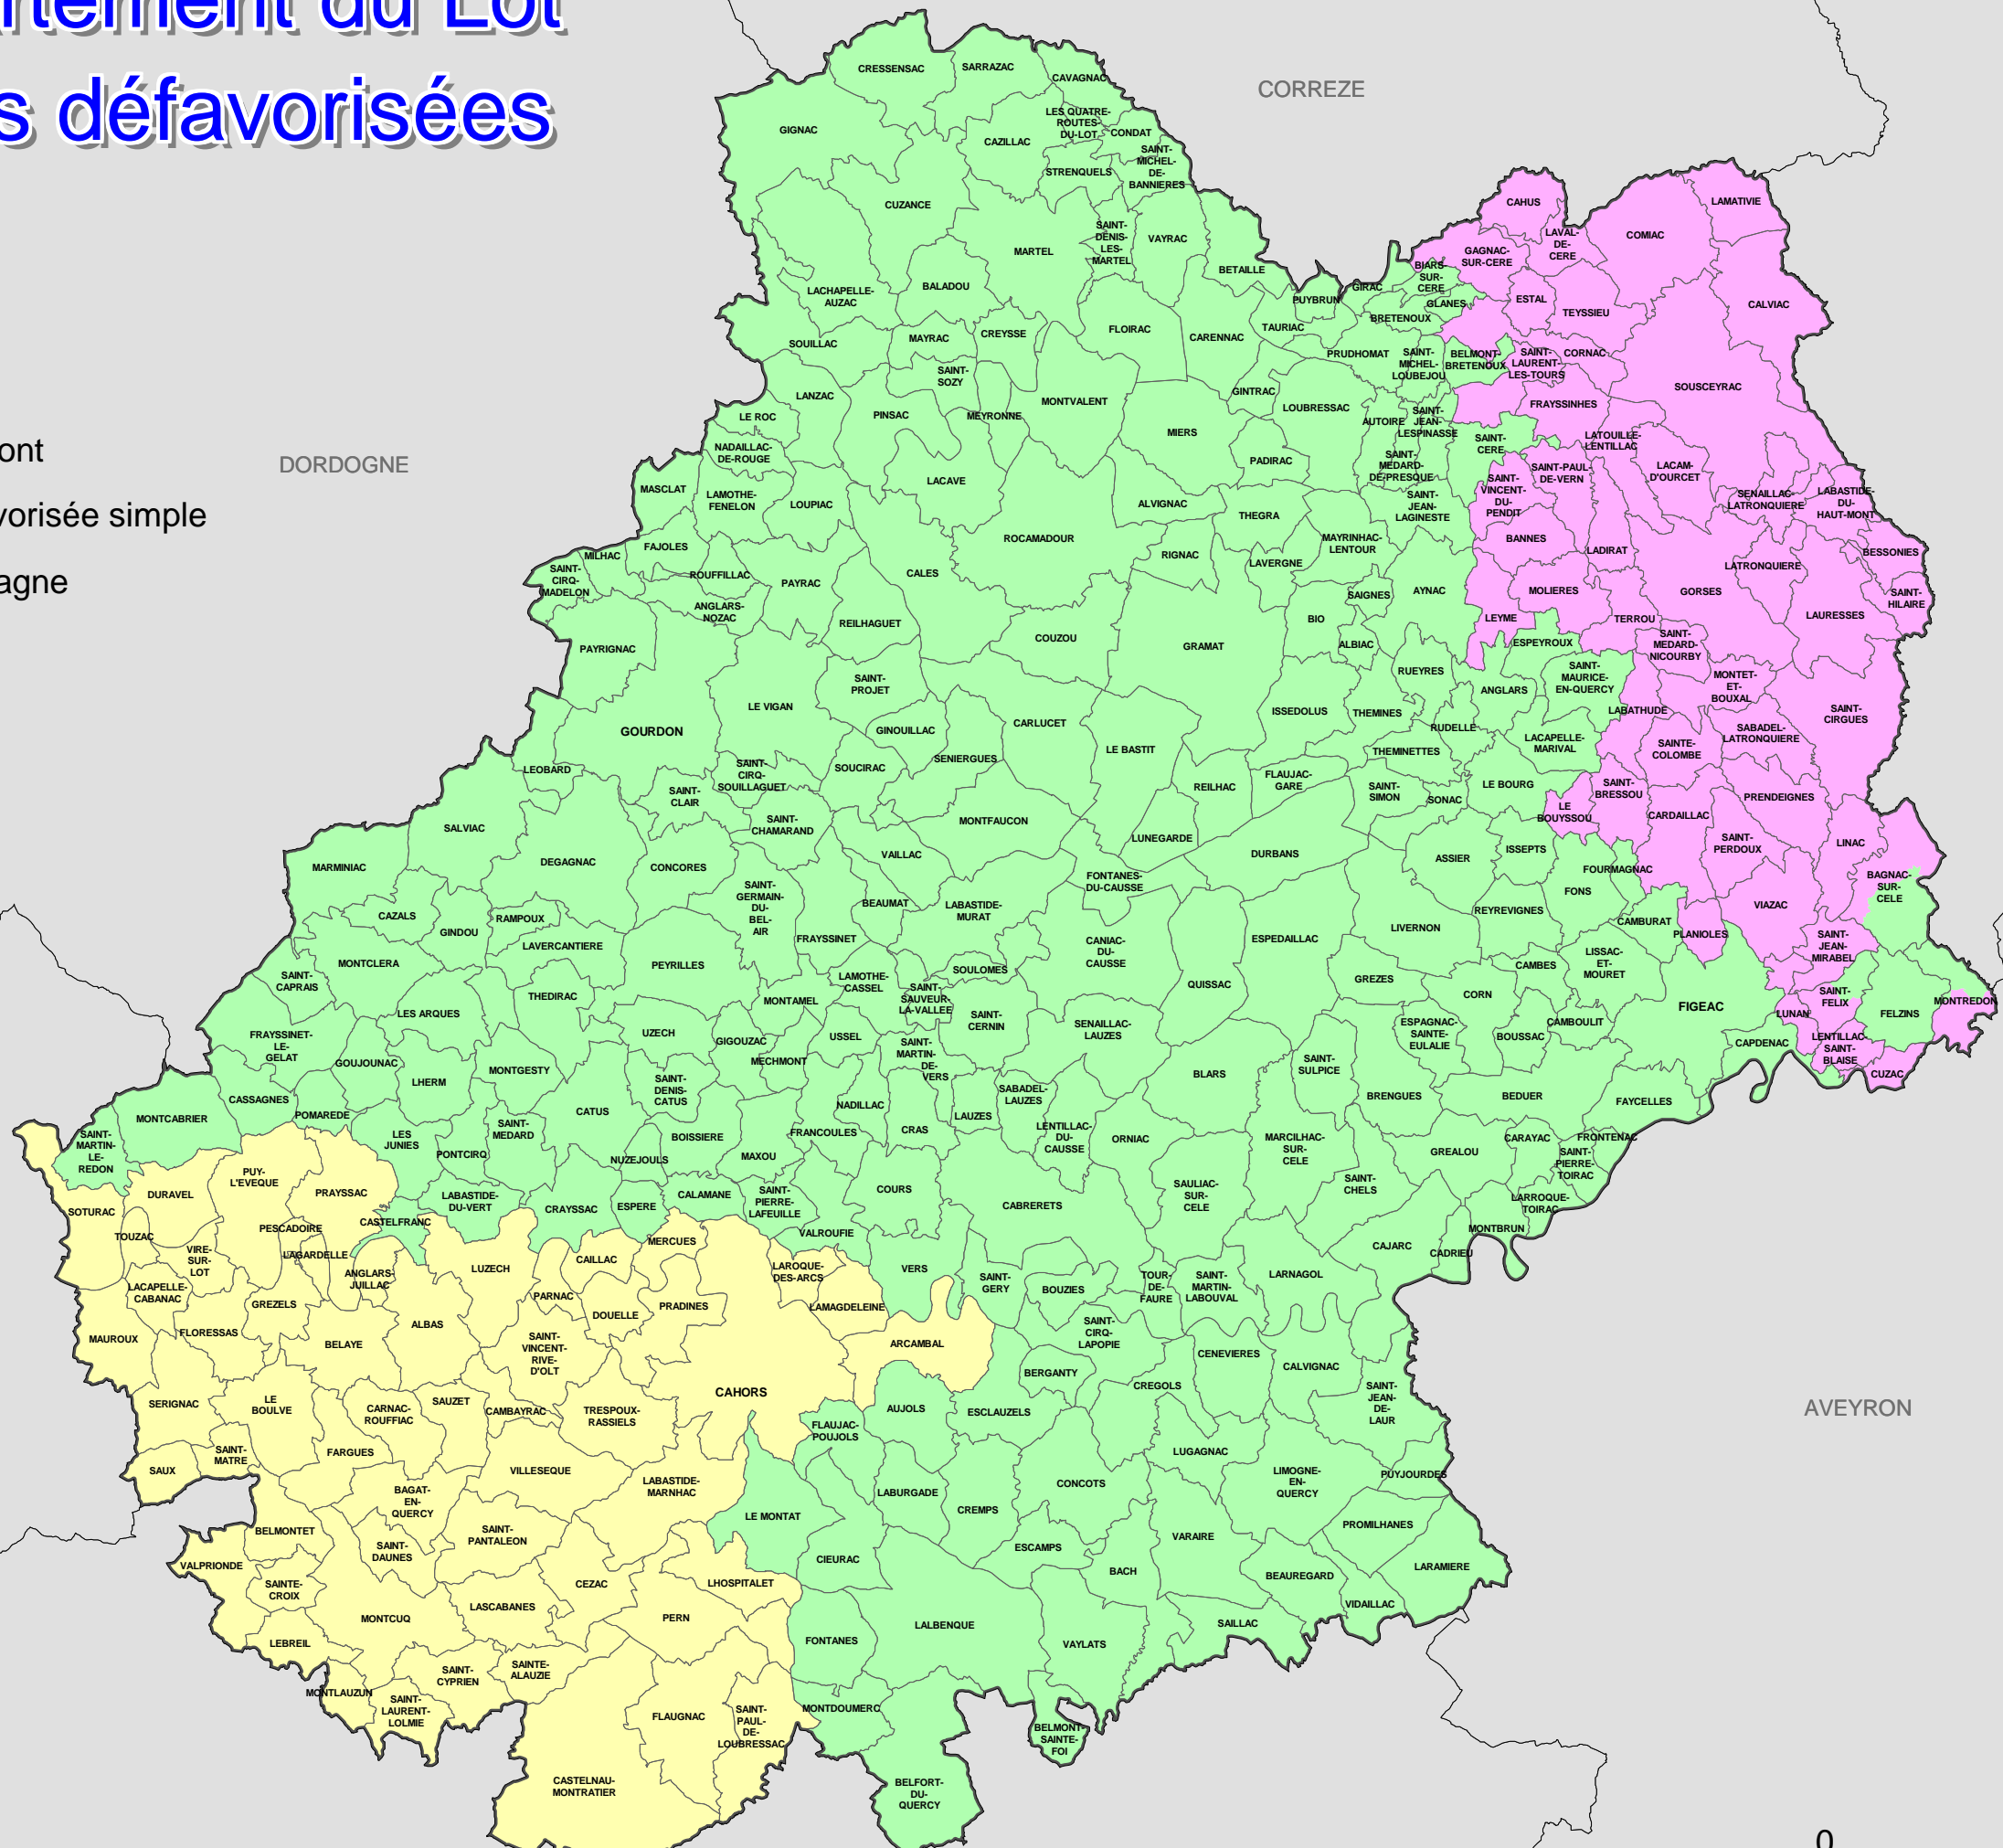 rtement du Lot
s défavorisées
ont
vorisée simple
agne
CORREZE
DORDOGNE
AVEYRON
0
CRESSENSAC
SARRAZAC
CAVAGNAC
GIGNAC
CAZILLAC
LES QUATRE-
ROUTES-
DU-LOT
CONDAT
SAINT-
MICHEL-
DE-
BANNIERES
STRENQUELS
CUZANCE
MARTEL
SAINT-
DENIS-
LES-
MARTEL
VAYRAC
BETAILLE
LACHAPELLE-
AUZAC
BALADOU
SOUILLAC
MAYRAC
CREYSSE
FLOIRAC
CARENNAC
TAURIAC
PUYBRUN
GIRAC
BIARS-
SUR-
CERE
GAGNAC-
SUR-CERE
CAHUS
LAVAL-
DE-
CERE
COMIAC
LAMATIVIE
CALVIAC
GLANES
ESTAL
TEYSSIEU
BRETENOUX
PRUDHOMAT
SAINT-
MICHEL-
LOUBEJOU
BELMONT-
BRETENOUX
SAINT-
LAURENT-
LES-TOURS
CORNAC
SOUSCEYRAC
FRAYSSINHES
LANZAC
SAINT-
SOZY
PINSAC
MEYRONNE
MONTVALENT
LE ROC
NADAILLAC-
DE-ROUGE
MIERS
GINTRAC
LOUBRESSAC
AUTOIRE
SAINT-
JEAN-
LESPINASSE
SAINT-
CERE
LATOUILLE-
LENTILLAC
PADIRAC
SAINT-
MEDARD-
DE-PRESQUE
SAINT-
VINCENT-
DU-
PENDIT
SAINT-PAUL-
DE-VERN
LACAM-
D'OURCET
SENAILLAC-
LATRONQUIERE
LABASTIDE-
DU-
HAUT-MONT
MASCLAT
LAMOTHE-
FENELON
LOUPIAC
LACAVE
ALVIGNAC
THEGRA
SAINT-
JEAN-
LAGINESTE
BANNES
LADIRAT
LATRONQUIERE
BESSONIES
ROCAMADOUR
RIGNAC
LAVERGNE
MAYRINHAC-
LENTOUR
MILHAC
FAJOLES
SAINT-
CIRQ-
MADELON
ROUFFILLAC
PAYRAC
CALES
ANGLARS-
NOZAC
REILHAGUET
SAIGNES
AYNAC
MOLIERES
GORSES
SAINT-
HILAIRE
LAURESSES
BIO
LEYME
TERROU
PAYRIGNAC
COUZOU
GRAMAT
ALBIAC
RUEYRES
ESPEYROUX
SAINT-
MEDARD-
NICOURBY
SAINT-
MAURICE-
EN-QUERCY
SAINT-
PROJET
LE VIGAN
GOURDON
GINOUILLAC
CARLUCET
ISSEDOLUS
THEMINES
RUDELLE
ANGLARS
LABATHUDE
MONTET-
ET-
BOUXAL
SAINT-
CIRGUES
SENIERGUES
LE BASTIT
THEMINETTES
LACAPELLE-
MARIVAL
SAINTE-
COLOMBE
SABADEL-
LATRONQUIERE
LEOBARD
SAINT-
CIRQ-
SOUILLAGUET
SOUCIRAC
REILHAC
FLAUJAC-
GARE
SAINT-
SIMON
SONAC
LE BOURG
LE
BOUYSSOU
SAINT-
BRESSOU
PRENDEIGNES
SAINT-
CLAIR
SAINT-
CHAMARAND
MONTFAUCON
LUNEGARDE
SALVIAC
CARDAILLAC
SAINT-
PERDOUX
LINAC
MARMINIAC
DEGAGNAC
CONCORES
VAILLAC
DURBANS
ASSIER
ISSEPTS
FOURMAGNAC
FONS
BAGNAC-
SUR-
CELE
FONTANES-
DU-CAUSSE
SAINT-
GERMAIN-
DU-
BEL-
AIR
BEAUMAT
LABASTIDE-
MURAT
CAZALS
GINDOU
RAMPOUX
LAVERCANTIERE
FRAYSSINET
CANIAC-
DU-
CAUSSE
ESPEDAILLAC
LIVERNON
REYREVIGNES
CAMBURAT
PLANIOLES
VIAZAC
SAINT-
JEAN-
MIRABEL
MONTCLERA
PEYRILLES
LISSAC-
ET-
MOURET
CAMBES
SAINT-
CAPRAIS
THEDIRAC
LAMOTHE-
CASSEL
SOULOMES
MONTAMEL
SAINT-
SAUVEUR-
LA-VALLEE
SAINT-
CERNIN
QUISSAC
GREZES
CORN
FIGEAC
SAINT-
FELIX
MONTREDON
FELZINS
LUNAN
LES ARQUES
FRAYSSINET-
LE-
GELAT
UZECH
GIGOUZAC
USSEL
SENAILLAC-
LAUZES
ESPAGNAC-
SAINTE-
EULALIE
BOUSSAC
CAMBOULIT
CAPDENAC
LENTILLAC-
SAINT-
BLAISE
CUZAC
GOUJOUNAC
LHERM
MONTGESTY
MECHMONT
SAINT-
MARTIN-
DE-
VERS
BLARS
SAINT-
SULPICE
CASSAGNES
POMAREDE
CATUS
SAINT-
DENIS-
CATUS
NADILLAC
LAUZES
SABADEL-
LAUZES
BRENGUES
BEDUER
FAYCELLES
MONTCABRIER
SAINT-
MARTIN-
LE-
REDON
LES
JUNIES
PONTCIRQ
SAINT-
MEDARD
BOISSIERE
NUZEJOULS
MAXOU
FRANCOULES
CRAS
LENTILLAC-
DU-
CAUSSE
ORNIAC
MARCILHAC-
SUR-
CELE
GREALOU
CARAYAC
FRONTENAC
SAINT-
PIERRE-
TOIRAC
PUY-
L'EVEQUE
DURAVEL
PRAYSSAC
SOTURAC
LABASTIDE-
DU-VERT
CRAYSSAC
ESPERE
CALAMANE
SAINT-
PIERRE-
LAFEUILLE
COURS
CABRERETS
SAULIAC-
SUR-
CELE
SAINT-
CHELS
LARROQUE-
TOIRAC
MONTBRUN
TOUZAC
PESCADOIRE
CASTELFRANC
VIRE-
SUR-
LOT
LAGARDELLE
ANGLARS-
JUILLAC
LUZECH
CAILLAC
MERCUES
VALROUFIE
LAROQUE-
DES-ARCS
VERS
SAINT-
GERY
BOUZIES
TOUR-
DE-
FAURE
SAINT-
MARTIN-
LABOUVAL
LARNAGOL
CAJARC
CADRIEU
LACAPELLE-
CABANAC
GREZELS
PARNAC
DOUELLE
PRADINES
LAMAGDELEINE
MAUROUX
FLORESSAS
BELAYE
ALBAS
SAINT-
VINCENT-
RIVE-
D'OLT
ARCAMBAL
SAINT-
CIRQ-
LAPOPIE
CENEVIERES
CALVIGNAC
BERGANTY
CREGOLS
SAINT-
JEAN-
DE-
LAUR
SERIGNAC
LE
BOULVE
CARNAC-
ROUFFIAC
SAUZET
CAMBAYRAC
TRESPOUX-
RASSIELS
CAHORS
FLAUJAC-
POUJOLS
AUJOLS
ESCLAUZELS
SAUX
SAINT-
MATRE
FARGUES
VILLESEQUE
LABASTIDE-
MARNHAC
LUGAGNAC
LIMOGNE-
EN-
QUERCY
PUYJOURDES
BAGAT-
EN-
QUERCY
LE MONTAT
LABURGADE
CREMPS
CONCOTS
BELMONTET
SAINT-
DAUNES
SAINT-
PANTALEON
CIEURAC
ESCAMPS
VARAIRE
PROMILHANES
VALPRIONDE
SAINTE-
CROIX
CEZAC
LHOSPITALET
BACH
BEAUREGARD
LARAMIERE
MONTCUQ
LASCABANES
PERN
FONTANES
LALBENQUE
VAYLATS
SAILLAC
VIDAILLAC
LEBREIL
MONTLAUZUN
SAINT-
CYPRIEN
SAINTE-
ALAUZIE
SAINT-
LAURENT-
LOLMIE
FLAUGNAC
SAINT-
PAUL-
DE-
LOUBRESSAC
MONTDOUMERC
BELMONT-
SAINTE-
FOI
CASTELNAU-
MONTRATIER
BELFORT-
DU-
QUERCY